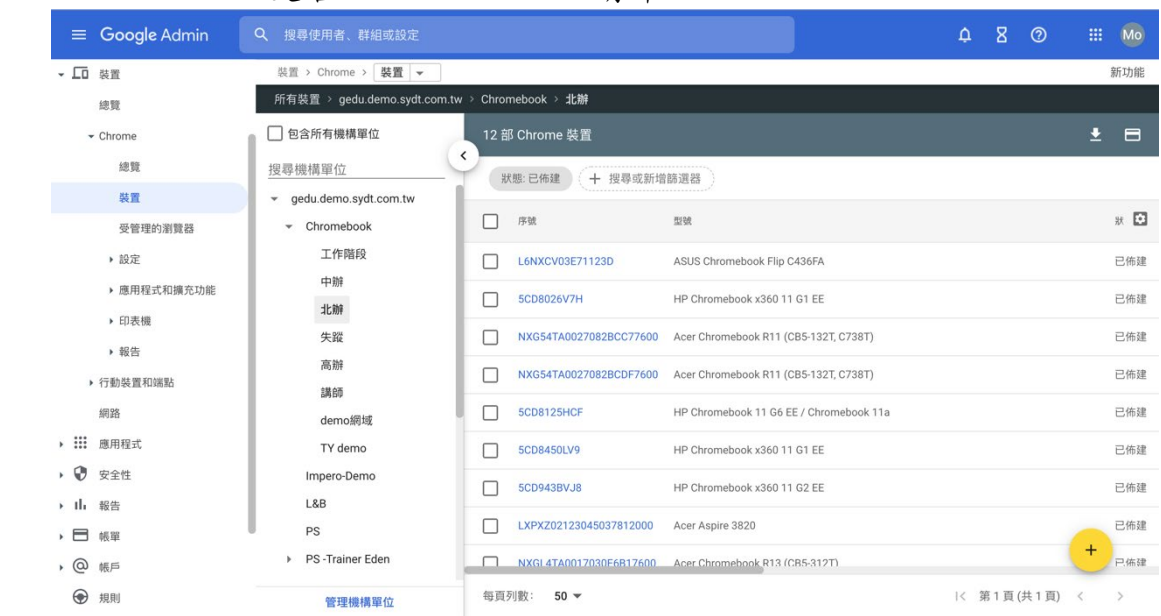 Google Admin
搜尋使用者、群組或設定
Mo
裝置
總覽
Chrome
總覽
裝置
受管理的瀏覽器
設定
應用程式和擴充功能
印表機
報告
行動裝置和端點
網路
應用程式
安全性
報告
帳單
帳戶
規則
裝置 > Chrome > 裝置
新功能
所有裝置 > gedu.demo.sydt.com.tw > Chromebook > 北辦
包含所有機構單位
搜尋機構單位
gedu.demo.sydt.com.tw
Chromebook
工作階段
中辦
北辦
失蹤
高辦
講師
demo網域
TY demo
Impero-Demo
L&B
PS
PS -Trainer Eden
管理機構單位
12 部 Chrome 裝置
狀態: 已佈建
+ 搜尋或新增篩選器
序號 型號 狀
L6NXCV03E71123D ASUS Chromebook Flip C436FA 已佈建
5CD8026V7H HP Chromebook x360 11 G1 EE 已佈建
NXG54TA0027082BCC77600 Acer Chromebook R11 (CB5-132T, C738T) 已佈建
NXG54TA0027082BCDF7600 Acer Chromebook R11 (CB5-132T, C738T) 已佈建
5CD8125HCF HP Chromebook 11 G6 EE / Chromebook 11a 已佈建
5CD8450LV9 HP Chromebook x360 11 G1 EE 已佈建
5CD943BVJ8 HP Chromebook x360 11 G2 EE 已佈建
LXPXZ02123045037812000 Acer Aspire 3820 已佈建
NXGL4TA0017030E6B17600 Acer Chromebook R13 (CB5-312T) 已佈建
每頁列數: 50
第 1 頁 (共 1 頁)